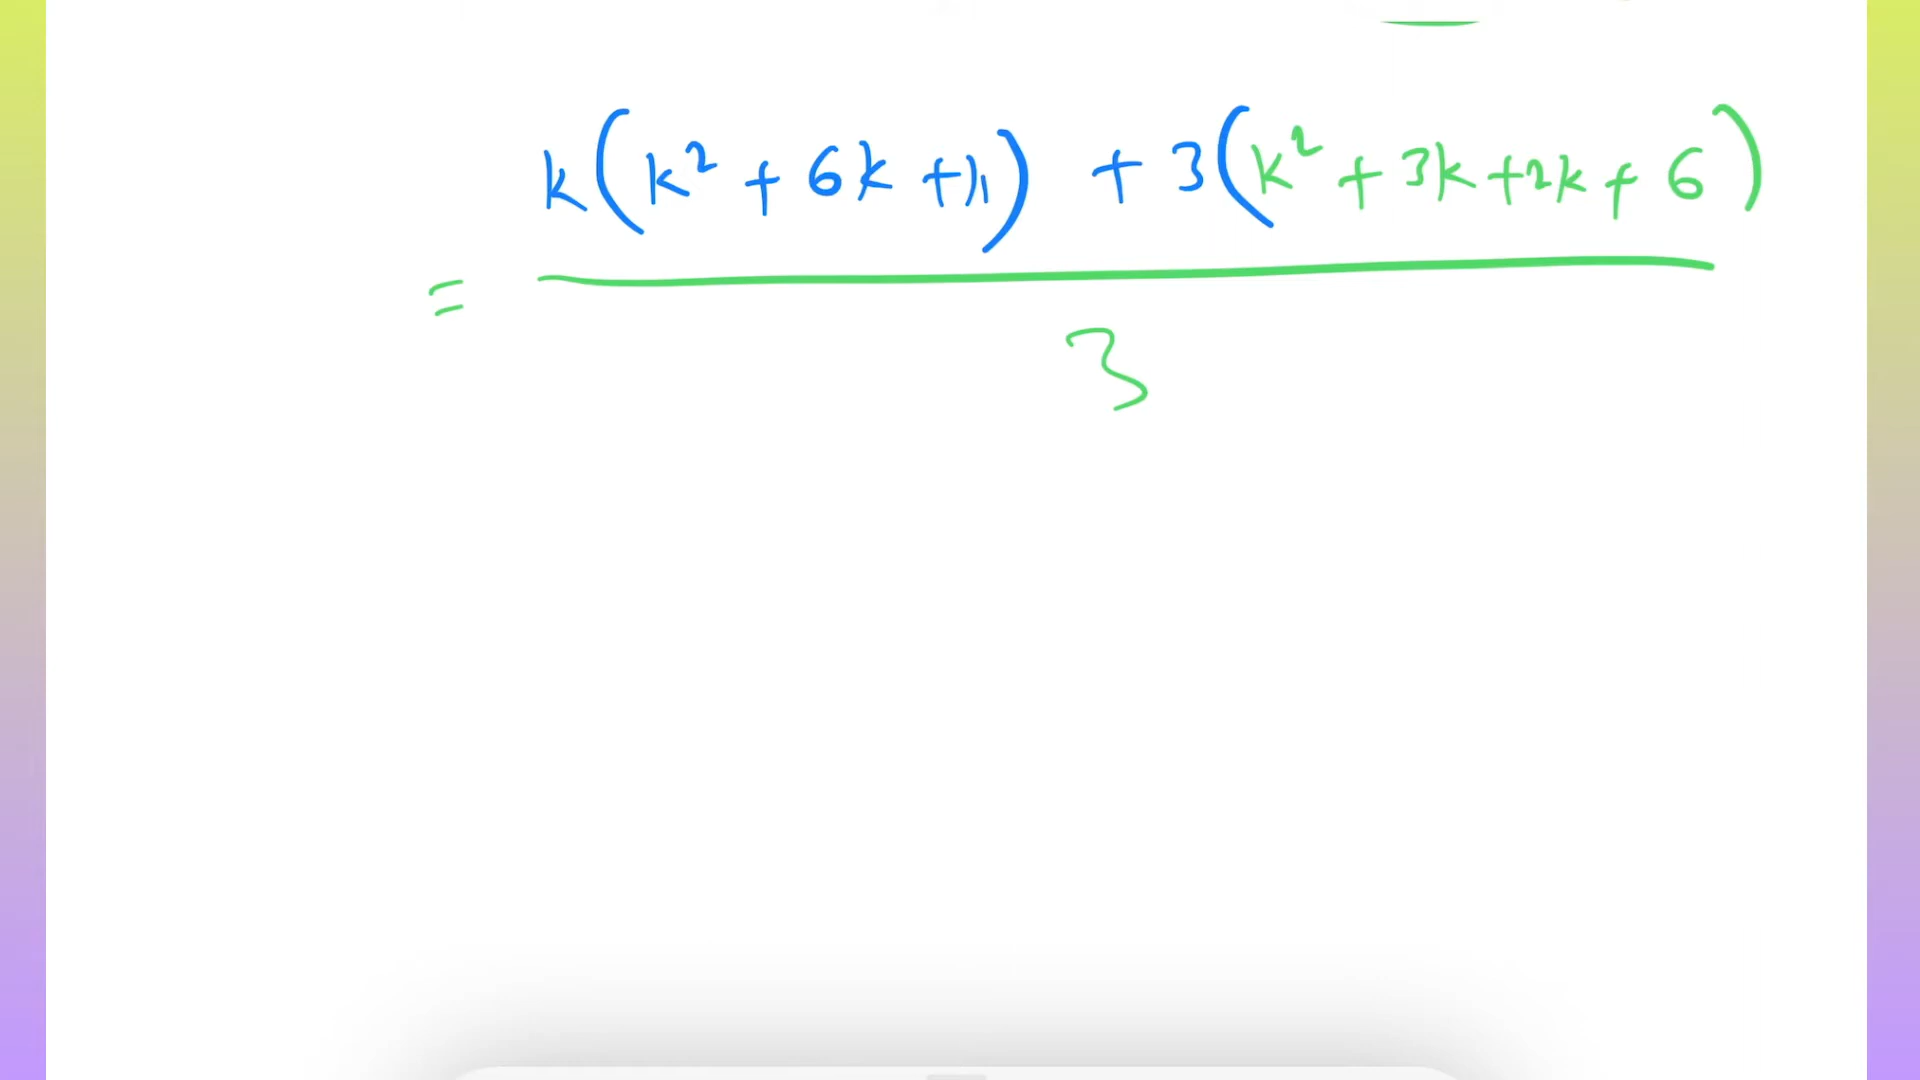 k(k² + 6k + 11) + 3(k² + 3k + 2k + 6)
=
3